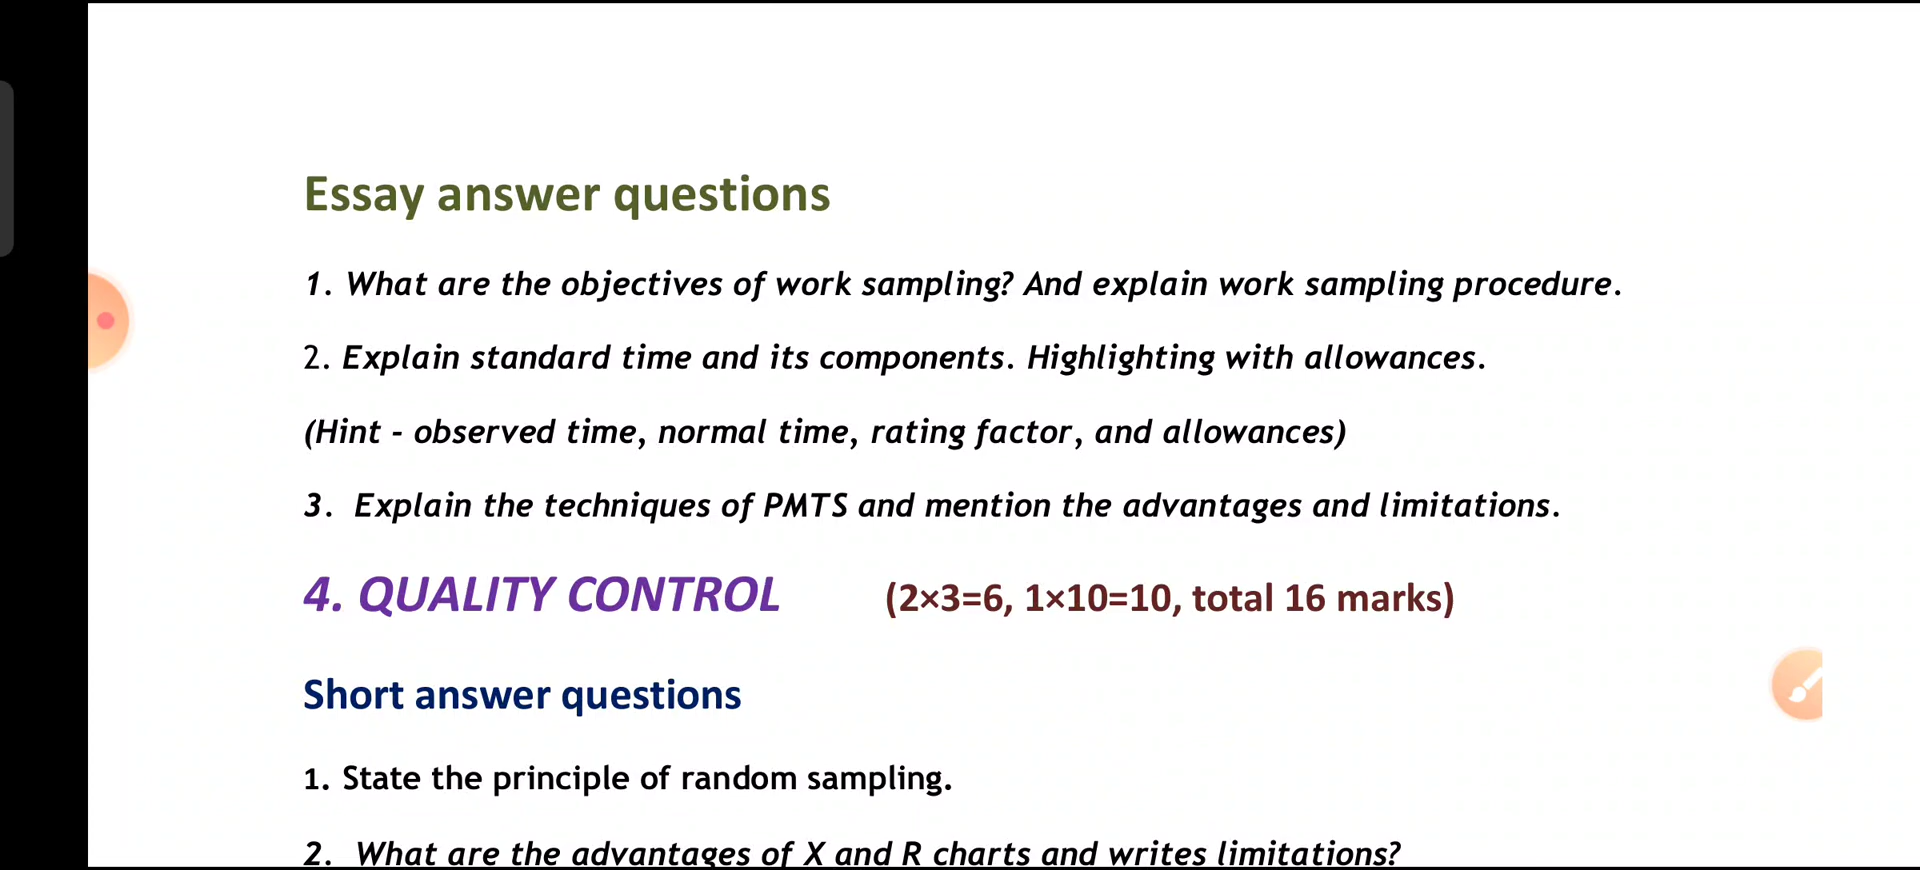 Essay answer questions
1. What are the objectives of work sampling? And explain work sampling procedure.
2. Explain standard time and its components. Highlighting with allowances.
(Hint - observed time, normal time, rating factor, and allowances)
3. Explain the techniques of PMTS and mention the advantages and limitations.
4. QUALITY CONTROL (2×3=6, 1×10=10, total 16 marks)
Short answer questions
1. State the principle of random sampling.
2. What are the advantages of X and R charts and writes limitations?